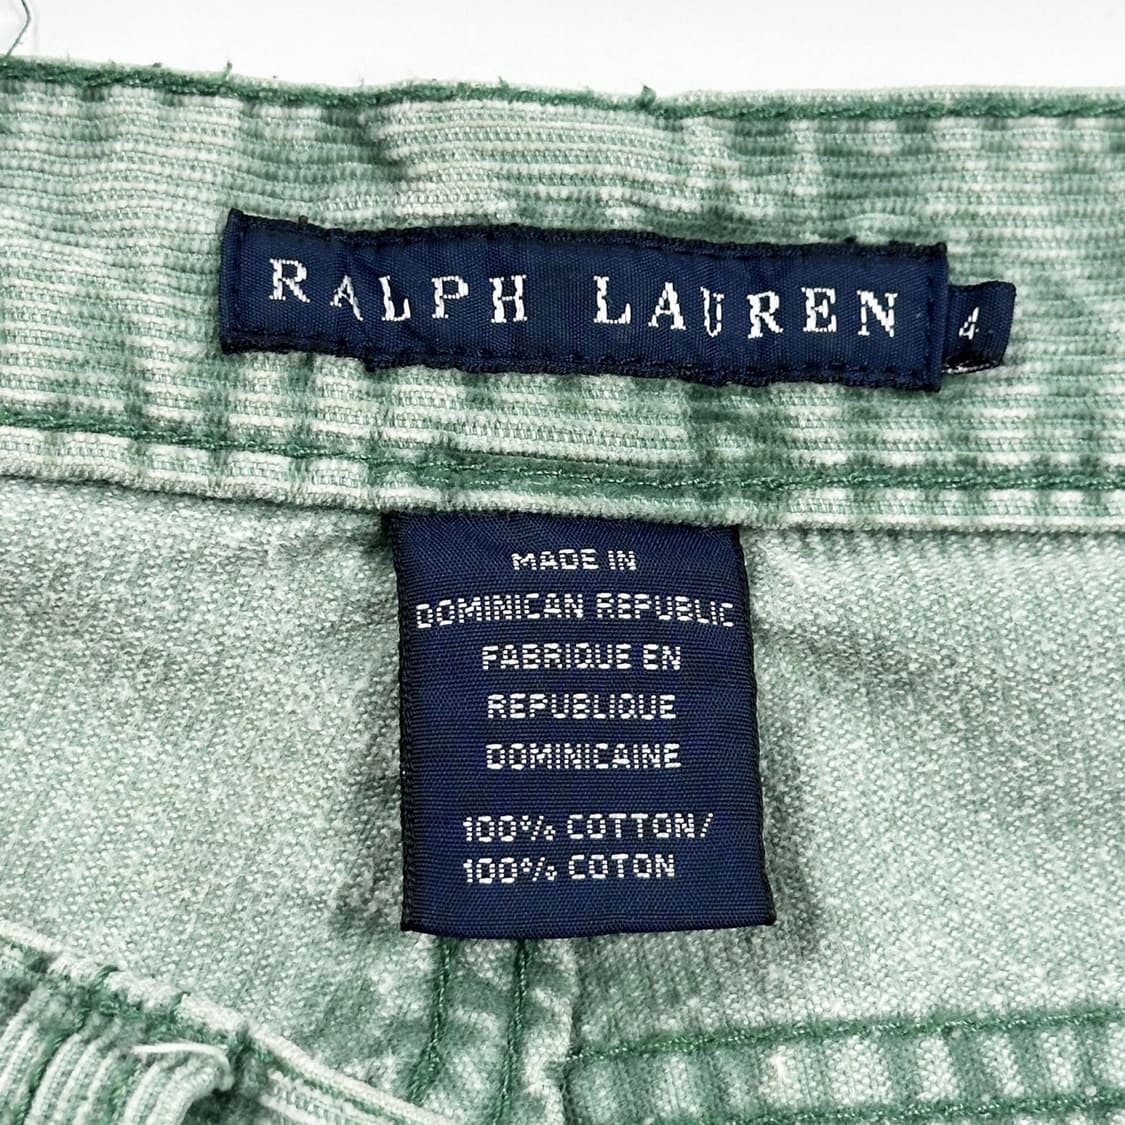 RALPH LAUREN 4
MADE IN
DOMINICAN REPUBLIC
FABRIQUE EN
REPUBLIQUE
DOMINICAINE
100% COTTON/
100% COTON